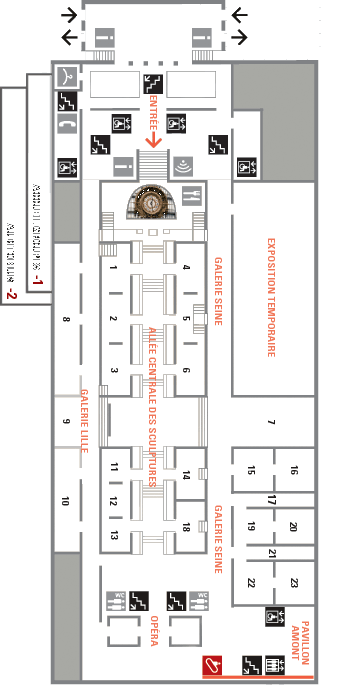 i
i
ENTRÉE
i
-1
-2
EXPOSITION TEMPORAIRE
GALERIE SEINE
1
4
2
5
3
6
8
ALLÉE CENTRALE DES SCULPTURES
GALERIE LILLE
9
7
10
11
14
15
16
12
17
13
18
19
20
GALERIE SEINE
21
22
23
WC
WC
OPÉRA
PAVILLON
AMONT